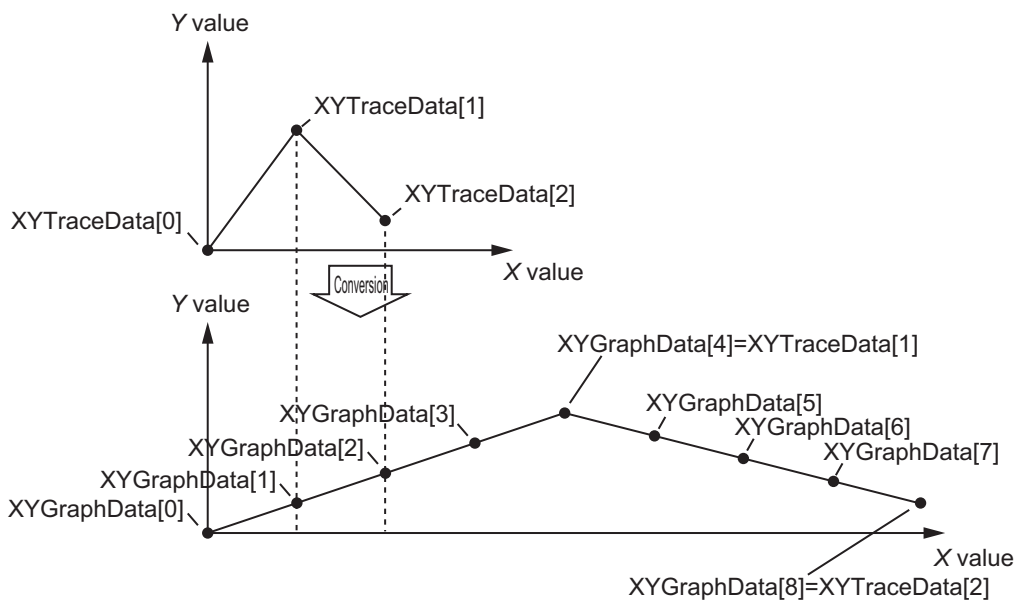 Y value
XYTraceData[1]
XYTraceData[2]
XYTraceData[0]
X value
Conversion
Y value
XYGraphData[4]=XYTraceData[1]
XYGraphData[3]
XYGraphData[5]
XYGraphData[2]
XYGraphData[6]
XYGraphData[1]
XYGraphData[7]
XYGraphData[0]
X value
XYGraphData[8]=XYTraceData[2]